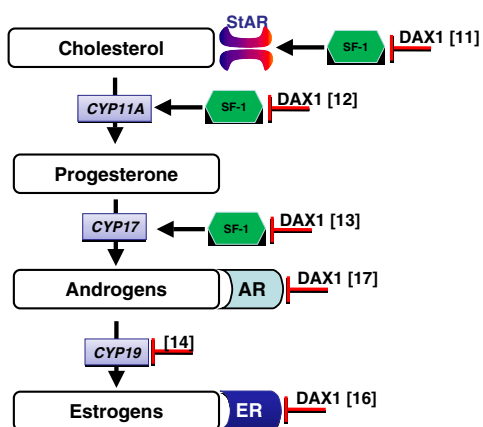 StAR
Cholesterol
SF-1
DAX1 [11]
CYP11A
SF-1
DAX1 [12]
Progesterone
CYP17
SF-1
DAX1 [13]
Androgens
AR
DAX1 [17]
CYP19
[14]
Estrogens
ER
DAX1 [16]